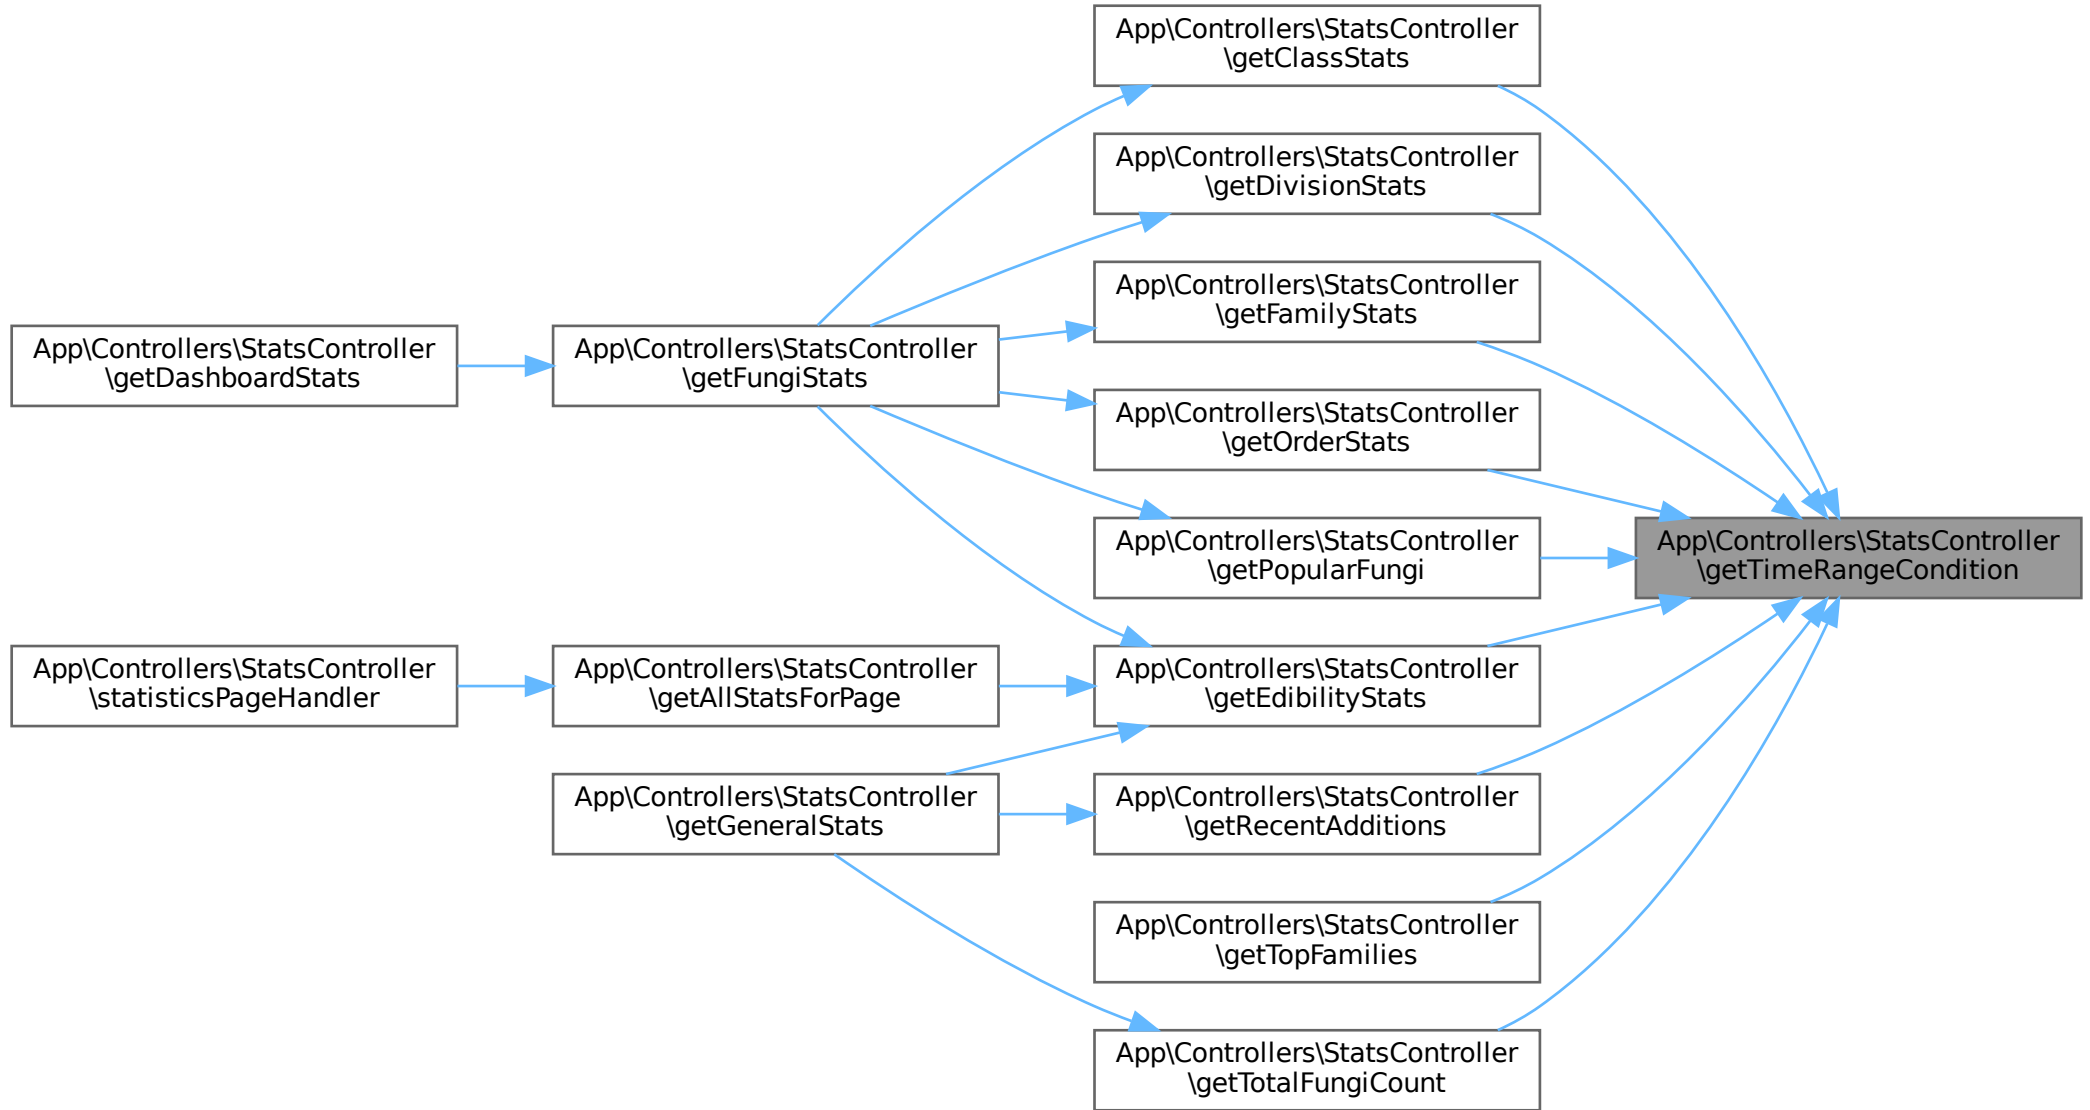 App\Controllers\StatsController
\getClassStats
App\Controllers\StatsController
\getDivisionStats
App\Controllers\StatsController
\getFamilyStats
App\Controllers\StatsController
\getDashboardStats
App\Controllers\StatsController
\getFungiStats
App\Controllers\StatsController
\getOrderStats
App\Controllers\StatsController
\getPopularFungi
App\Controllers\StatsController
\getTimeRangeCondition
App\Controllers\StatsController
\statisticsPageHandler
App\Controllers\StatsController
\getAllStatsForPage
App\Controllers\StatsController
\getEdibilityStats
App\Controllers\StatsController
\getGeneralStats
App\Controllers\StatsController
\getRecentAdditions
App\Controllers\StatsController
\getTopFamilies
App\Controllers\StatsController
\getTotalFungiCount